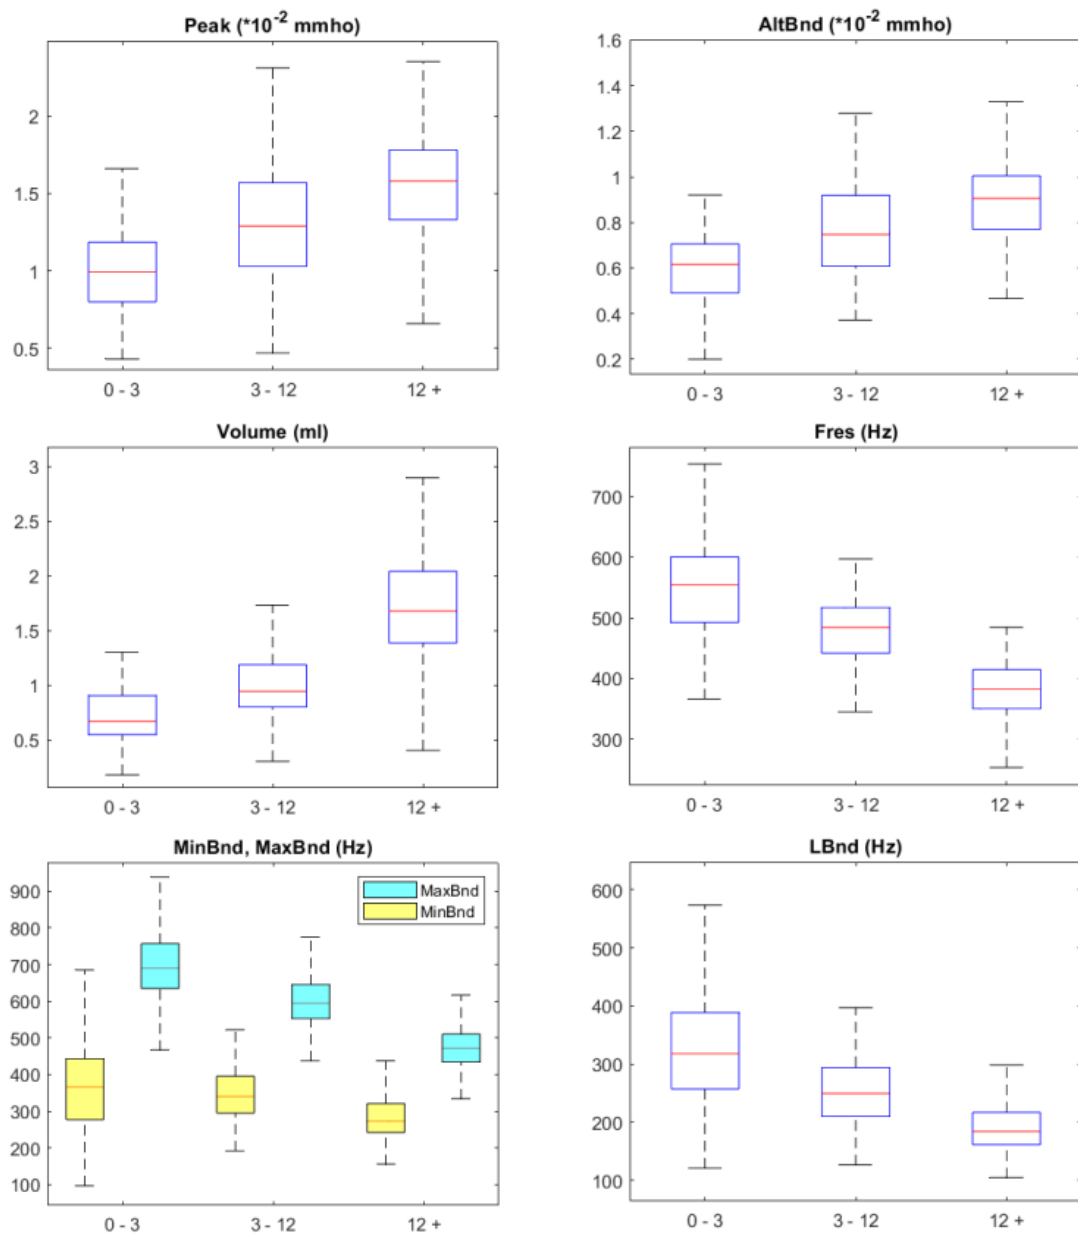 Peak (*10-2 mmho)
2
1.5
1
0.5
0 - 3 3 - 12 12 +
AltBnd (*10-2 mmho)
1.6
1.4
1.2
1
0.8
0.6
0.4
0.2
0 - 3 3 - 12 12 +
Volume (ml)
3
2.5
2
1.5
1
0.5
0 - 3 3 - 12 12 +
Fres (Hz)
700
600
500
400
300
0 - 3 3 - 12 12 +
MinBnd, MaxBnd (Hz)
MaxBnd
MinBnd
900
800
700
600
500
400
300
200
100
0 - 3 3 - 12 12 +
LBnd (Hz)
600
500
400
300
200
100
0 - 3 3 - 12 12 +